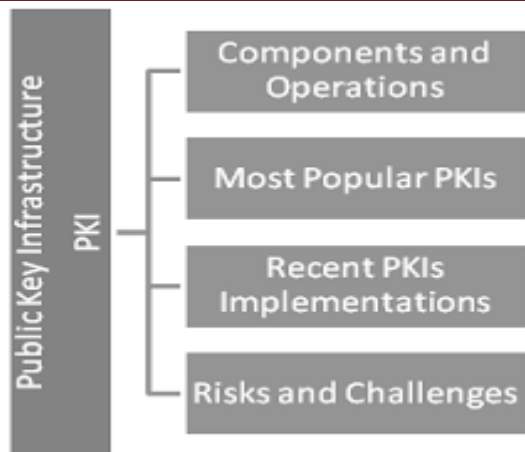 Public Key Infrastructure
PKI
Components and
Operations
Most Popular PKIs
Recent PKIs
Implementations
Risks and Challenges